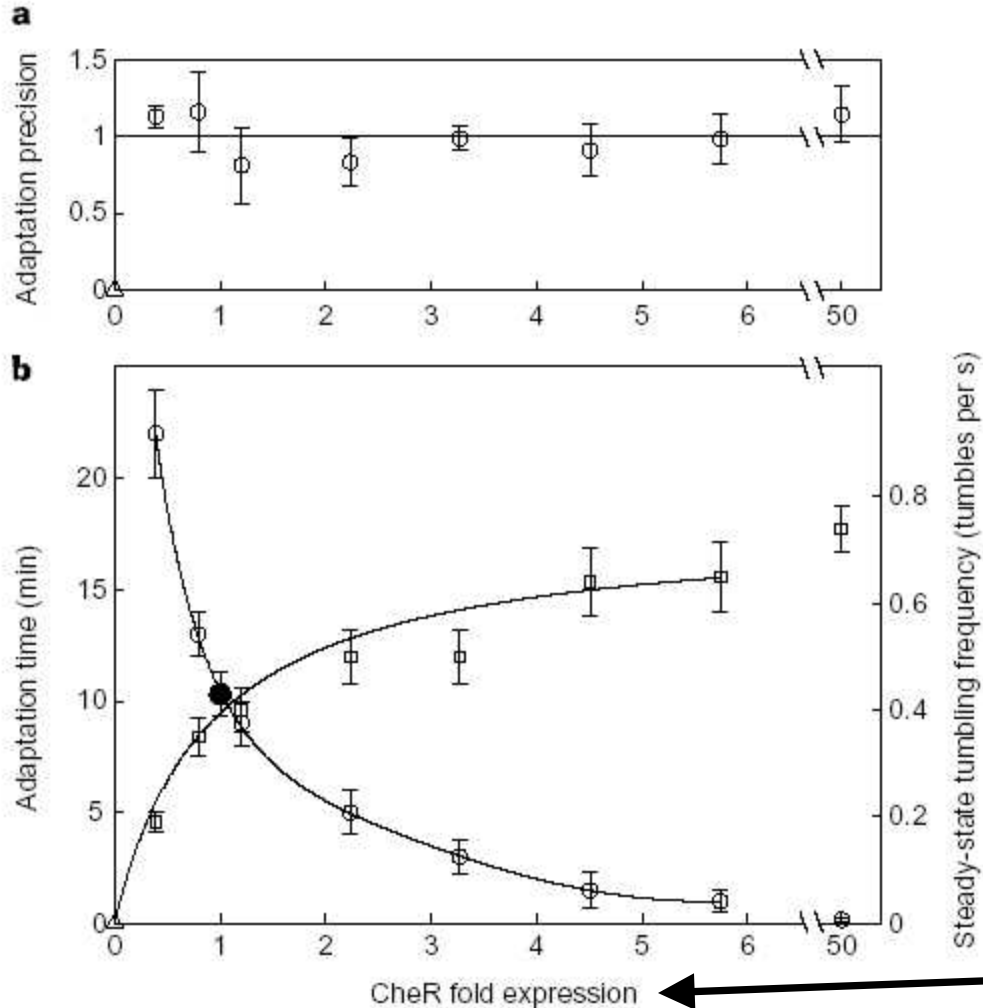 a
Adaptation precision
1.5
1
0.5
0
0 1 2 3 4 5 6 50
b
Adaptation time (min)
20
15
10
5
0
0.8
0.6
0.4
0.2
0
Steady-state tumbling frequency (tumbles per s)
0 1 2 3 4 5 6 50
CheR fold expression